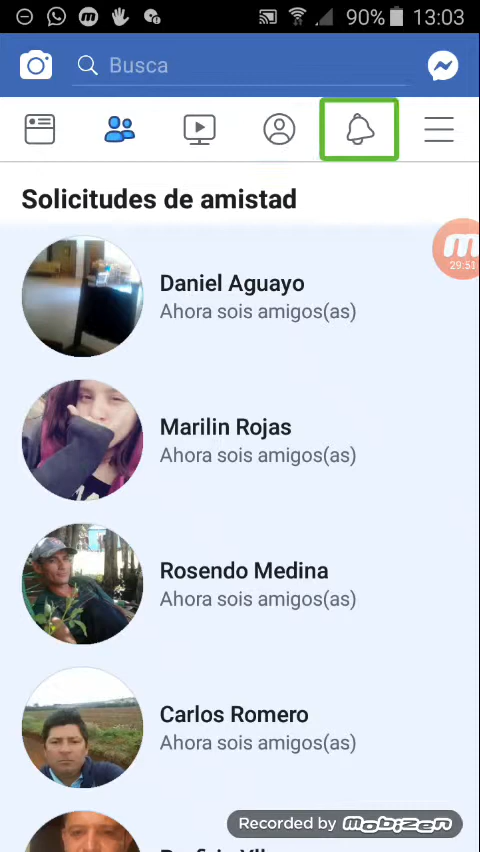 90% 13:03
Busca
Solicitudes de amistad
29:51
Daniel Aguayo
Ahora sois amigos(as)
Marilin Rojas
Ahora sois amigos(as)
Rosendo Medina
Ahora sois amigos(as)
Carlos Romero
Ahora sois amigos(as)
Recorded by mobizen